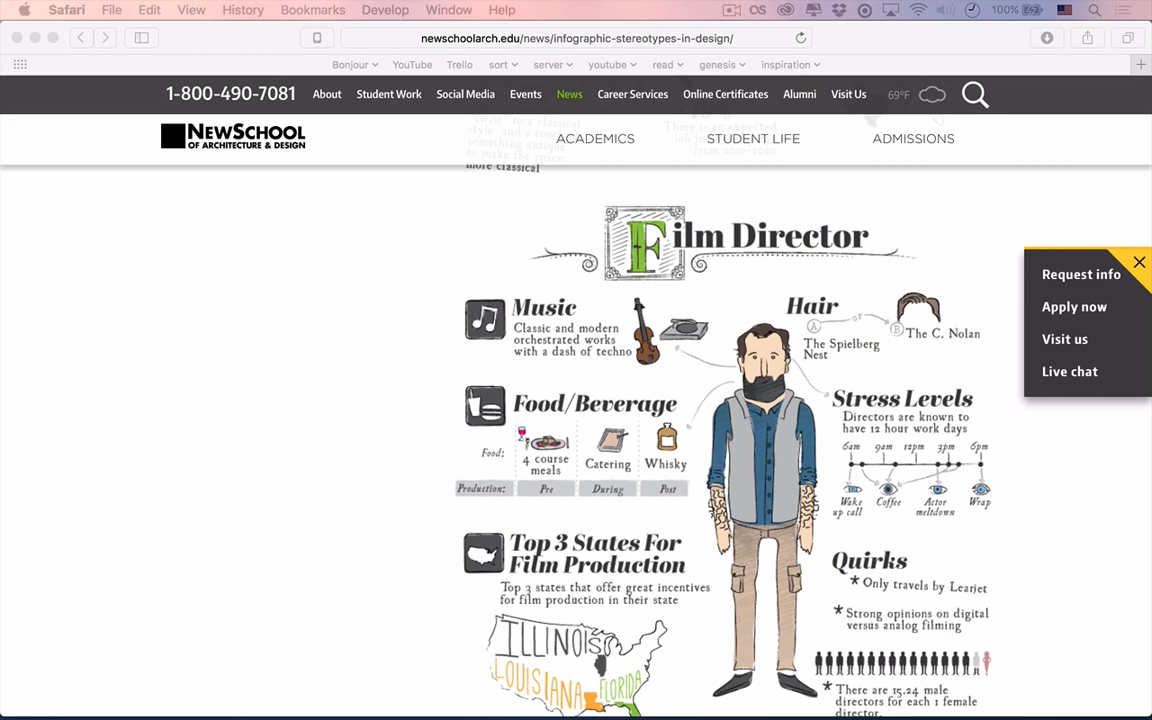 Safari File Edit View History Bookmarks Develop Window Help 100%
newschoolarch.edu/news/infographic-stereotypes-in-design/
Bonjour YouTube Trello sort server youtube read genesis inspiration
1-800-490-7081 About Student Work Social Media Events News Career Services Online Certificates Alumni Visit Us 69°F
NEWSCHOOL
OF ARCHITECTURE & DESIGN
ACADEMICS STUDENT LIFE ADMISSIONS
more classical
Film Director
Request info
Apply now
Visit us
Live chat
Music
Classic and modern
orchestrated works
with a dash of techno
Hair
A or B
The Spielberg
Nest
The C. Nolan
Food/Beverage
Food:
4 course
meals
Catering
Whisky
Production: Pre During Post
Stress Levels
Directors are known to
have 12 hour work days
6am 9am 12pm 3pm 6pm
Wake
up call
Coffee
Actor
meltdown
Wrap
Top 3 States For
Film Production
Top 3 states that offer great incentives
for film production in their state
ILLINOIS
LOUISIANA
FLORIDA
Quirks
* Only travels by Learjet
* Strong opinions on digital
versus analog filming
* There are 15.24 male
directors for each 1 female
director.